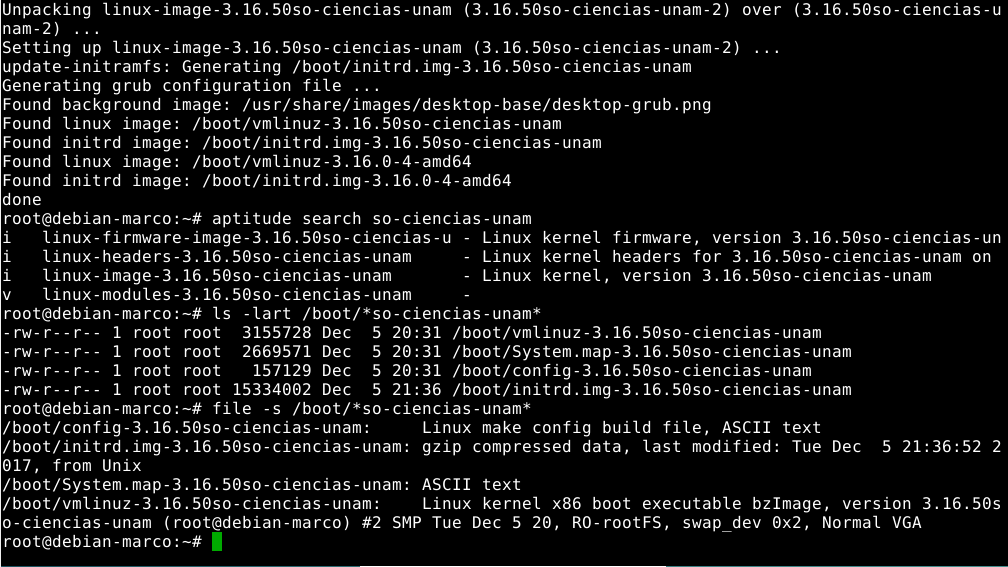 Unpacking linux-image-3.16.50so-ciencias-unam (3.16.50so-ciencias-unam-2) over (3.16.50so-ciencias-u
nam-2) ...
Setting up linux-image-3.16.50so-ciencias-unam (3.16.50so-ciencias-unam-2) ...
update-initramfs: Generating /boot/initrd.img-3.16.50so-ciencias-unam
Generating grub configuration file ...
Found background image: /usr/share/images/desktop-base/desktop-grub.png
Found linux image: /boot/vmlinuz-3.16.50so-ciencias-unam
Found initrd image: /boot/initrd.img-3.16.50so-ciencias-unam
Found linux image: /boot/vmlinuz-3.16.0-4-amd64
Found initrd image: /boot/initrd.img-3.16.0-4-amd64
done
root@debian-marco:~# aptitude search so-ciencias-unam
i   linux-firmware-image-3.16.50so-ciencias-u - Linux kernel firmware, version 3.16.50so-ciencias-un
i   linux-headers-3.16.50so-ciencias-unam     - Linux kernel headers for 3.16.50so-ciencias-unam on
i   linux-image-3.16.50so-ciencias-unam       - Linux kernel, version 3.16.50so-ciencias-unam
v   linux-modules-3.16.50so-ciencias-unam     -
root@debian-marco:~# ls -lart /boot/*so-ciencias-unam*
-rw-r--r-- 1 root root  3155728 Dec  5 20:31 /boot/vmlinuz-3.16.50so-ciencias-unam
-rw-r--r-- 1 root root  2669571 Dec  5 20:31 /boot/System.map-3.16.50so-ciencias-unam
-rw-r--r-- 1 root root   157129 Dec  5 20:31 /boot/config-3.16.50so-ciencias-unam
-rw-r--r-- 1 root root 15334002 Dec  5 21:36 /boot/initrd.img-3.16.50so-ciencias-unam
root@debian-marco:~# file -s /boot/*so-ciencias-unam*
/boot/config-3.16.50so-ciencias-unam:     Linux make config build file, ASCII text
/boot/initrd.img-3.16.50so-ciencias-unam: gzip compressed data, last modified: Tue Dec  5 21:36:52 2
017, from Unix
/boot/System.map-3.16.50so-ciencias-unam: ASCII text
/boot/vmlinuz-3.16.50so-ciencias-unam:    Linux kernel x86 boot executable bzImage, version 3.16.50s
o-ciencias-unam (root@debian-marco) #2 SMP Tue Dec 5 20, RO-rootFS, swap_dev 0x2, Normal VGA
root@debian-marco:~#